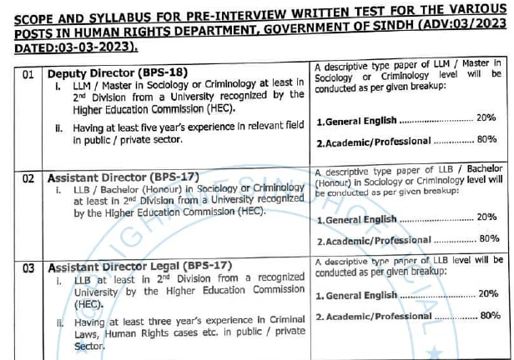 SCOPE AND SYLLABUS FOR PRE-INTERVIEW WRITTEN TEST FOR THE VARIOUS
POSTS IN HUMAN RIGHTS DEPARTMENT, GOVERNMENT OF SINDH (ADV:03/2023
DATED:03-03-2023).
01
Deputy Director (BPS-18)
i. LLM / Master in Sociology or Criminology at least in
2nd Division from a University recognized by the
Higher Education Commission (HEC).
ii. Having at least five year's experience in relevant field
in public / private sector.
A descriptive type paper of LLM / Master in
Sociology or Criminology level will be
conducted as per given breakup:
1.General English .................. 20%
2.Academic/Professional .............. 80%
02
Assistant Director (BPS-17)
i. LLB / Bachelor (Honour) in Sociology or Criminology
at least in 2nd Division from a University recognized
by the Higher Education Commission (HEC).
A descriptive type paper of LLB / Bachelor
(Honour) in Sociology or Criminology level will
be conducted as per given breakup:
1.General English .................. 20%
2.Academic/Professional .............. 80%
03
Assistant Director Legal (BPS-17)
i. LLB at least in 2nd Division from a recognized
University by the Higher Education Commission
(HEC).
ii. Having at least three year's experience in Criminal
Laws, Human Rights cases etc. in public / private
Sector.
A descriptive type paper of LLB level will be
conducted as per given breakup:
1. General English .................. 20%
2. Academic/Professional .............. 80%